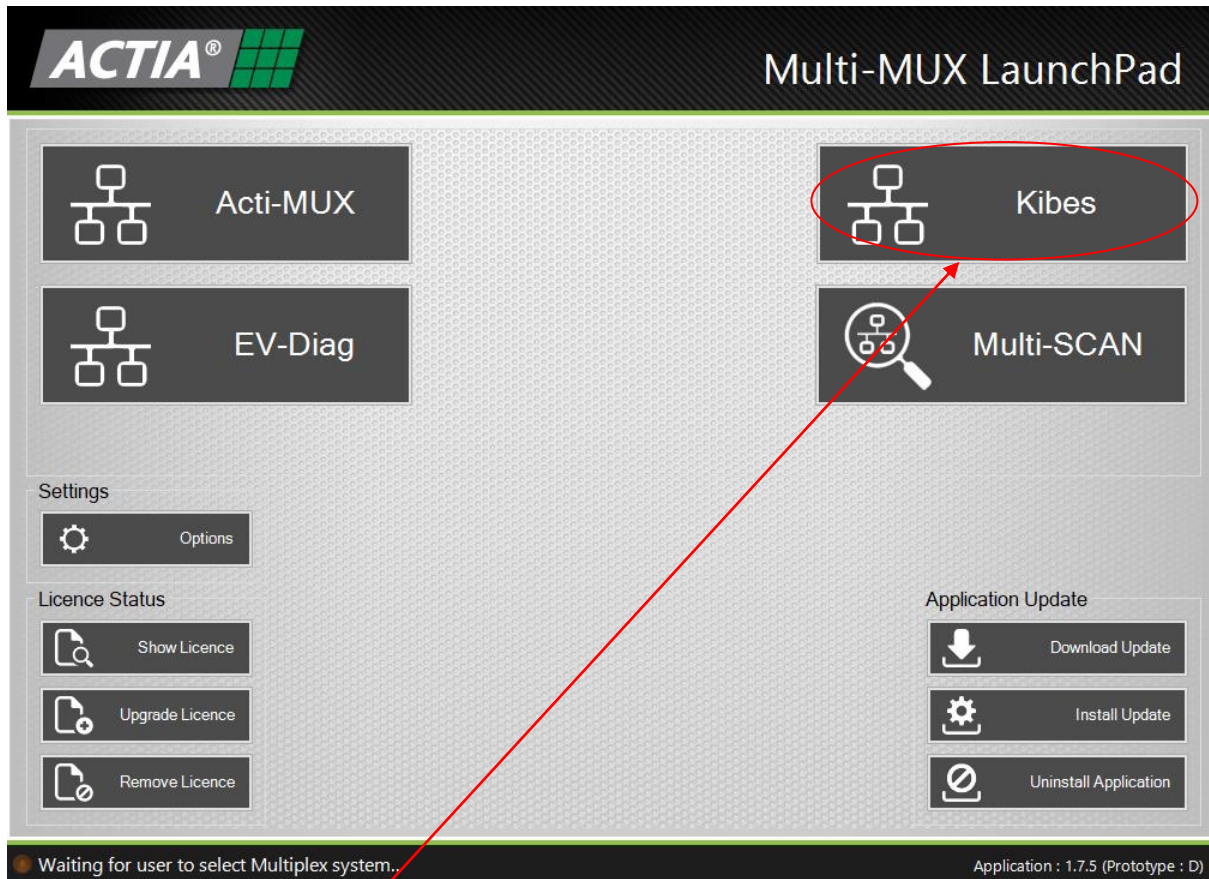 ACTIA®
Multi-MUX LaunchPad
Acti-MUX
Kibes
EV-Diag
Multi-SCAN
Settings
Options
Licence Status
Application Update
Show Licence
Download Update
Upgrade Licence
Install Update
Remove Licence
Uninstall Application
Waiting for user to select Multiplex system..
Application : 1.7.5 (Prototype : D)